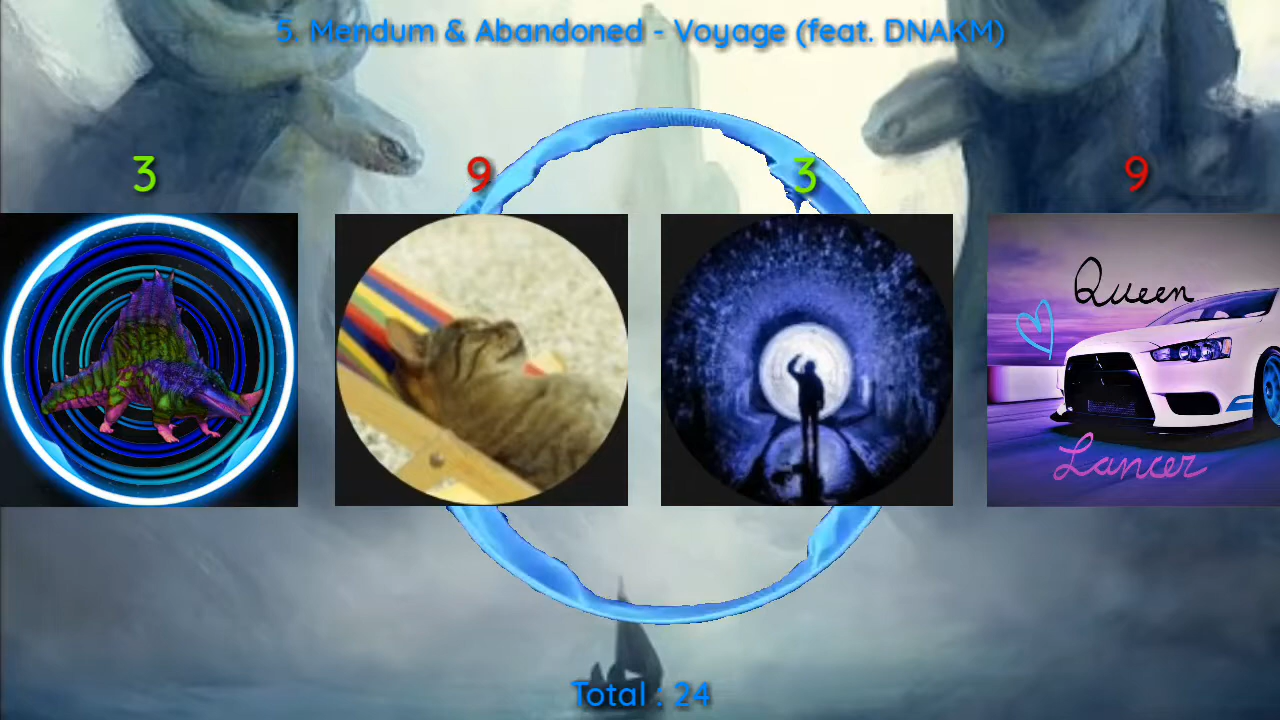 5. Mendum & Abandoned - Voyage (feat. DNAKM)
3
9
3
9
Queen
Lancer
Total : 24